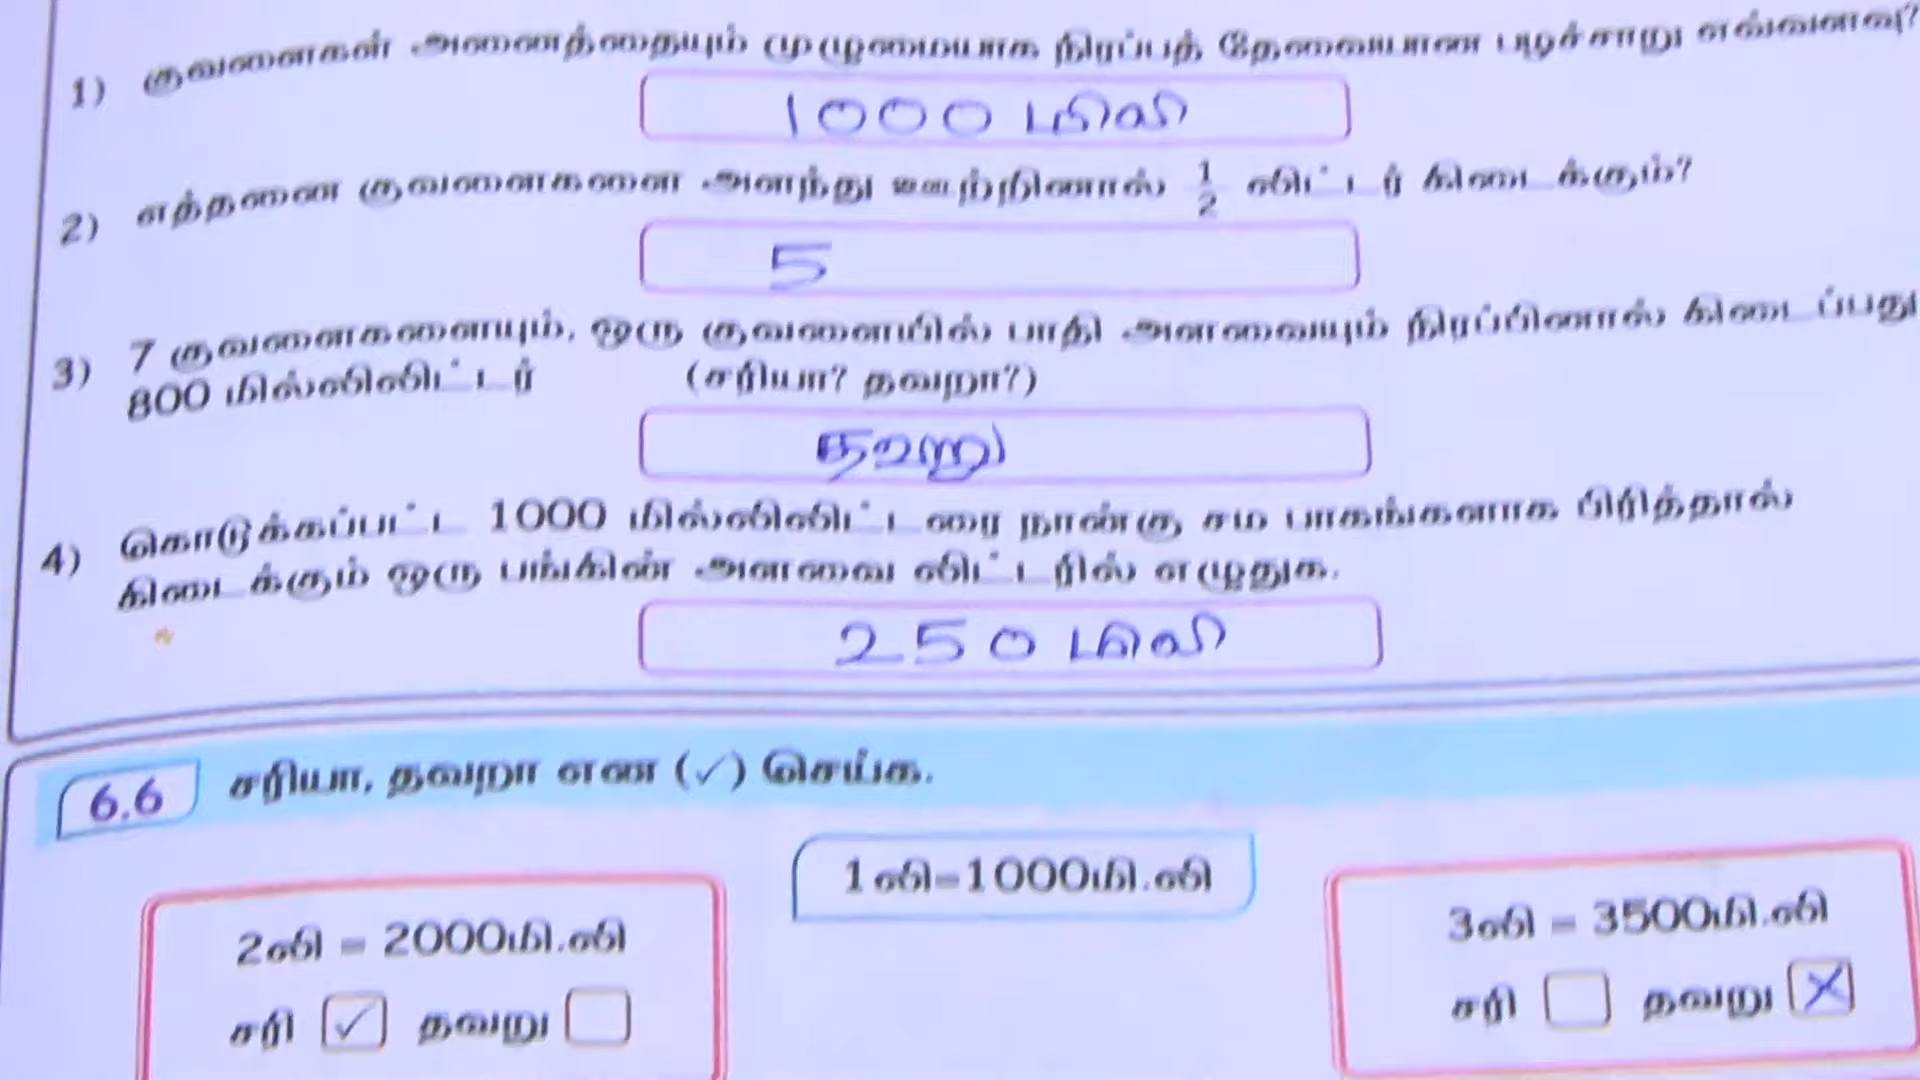 1) குவளைகள் அனைத்தையும் முழுமையாக நிரப்பத் தேவையான பழச்சாறு எவ்வளவு?
1000 மிலி
2) எத்தனை குவளைகளை அளந்து ஊற்றினால் 1/2 லிட்டர் கிடைக்கும்?
5
3) 7 குவளைகளையும், ஒரு குவளையில் பாதி அளவையும் நிரப்பினால் கிடைப்பது
800 மில்லிலிட்டர் (சரியா? தவறா?)
தவறு
4) கொடுக்கப்பட்ட 1000 மில்லிலிட்டரை நான்கு சம பாகங்களாக பிரித்தால்
கிடைக்கும் ஒரு பங்கின் அளவை லிட்டரில் எழுதுக.
250 மிலி
6.6 சரியா, தவறா என (✓) செய்க.
1லி=1000மி.லி
2லி = 2000மி.லி
சரி ✓ தவறு
3லி = 3500மி.லி
சரி தவறு X